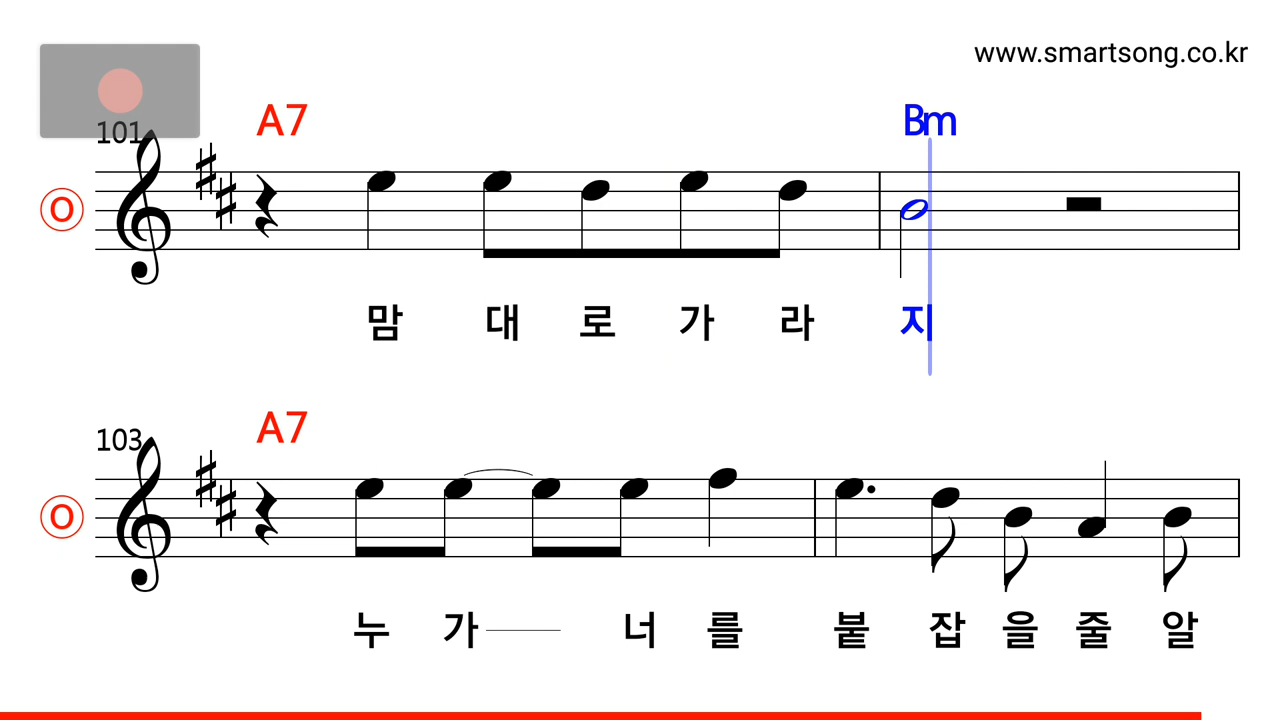 www.smartsong.co.kr
101 A7 Bm
O
맘 대 로 가 라 지
103 A7
O
누 가 너 를 붙 잡 을 줄 알